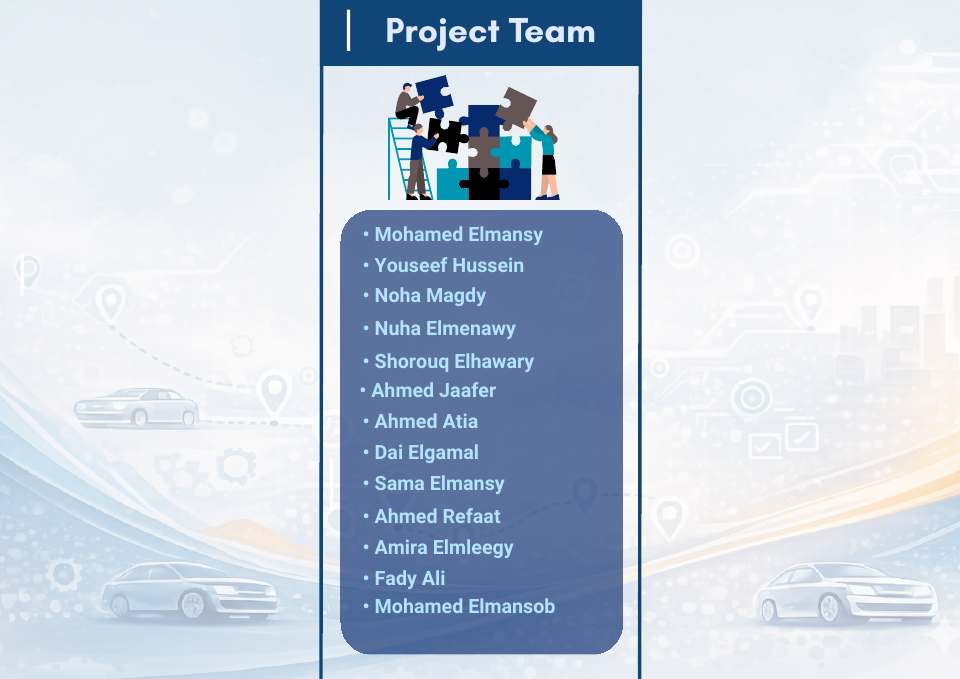 Project Team
• Mohamed Elmansy
• Youseef Hussein
• Noha Magdy
• Nuha Elmenawy
• Shorouq Elhawary
• Ahmed Jaafer
• Ahmed Atia
• Dai Elgamal
• Sama Elmansy
• Ahmed Refaat
• Amira Elmleegy
• Fady Ali
• Mohamed Elmansob